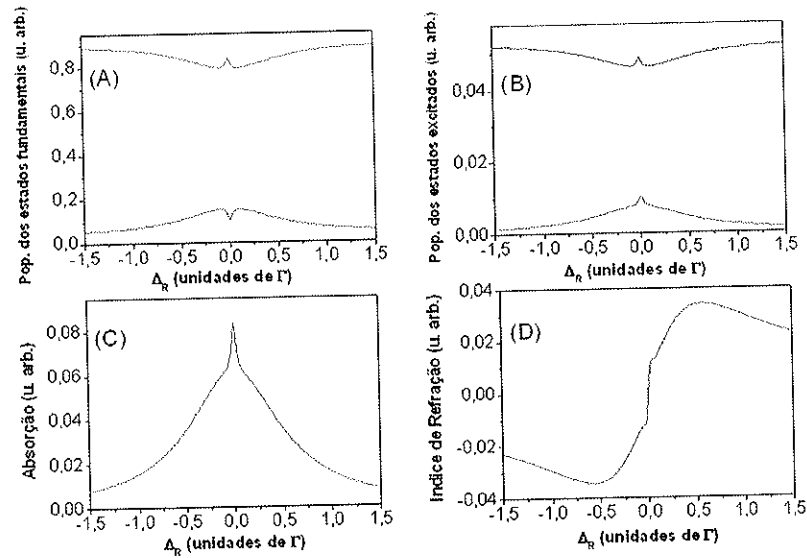 Pop. dos estados fundamentais (u. arb.)
(A)
0,8
0,6
0,4
0,2
0,0
-1,5 -1,0 -0,5 0,0 0,5 1,0 1,5
Δ_R (unidades de Γ)
Pop. dos estados excitados (u. arb.)
(B)
0,04
0,02
0,00
-1,5 -1,0 -0,5 0,0 0,5 1,0 1,5
Δ_R (unidades de Γ)
Absorção (u. arb.)
(C)
0,08
0,06
0,04
0,02
0,00
-1,5 -1,0 -0,5 0,0 0,5 1,0 1,5
Δ_R (unidades de Γ)
Indice de Refração (u. arb.)
(D)
0,04
0,02
0,00
-0,02
-0,04
-1,5 -1,0 -0,5 0,0 0,5 1,0 1,5
Δ_R (unidades de Γ)